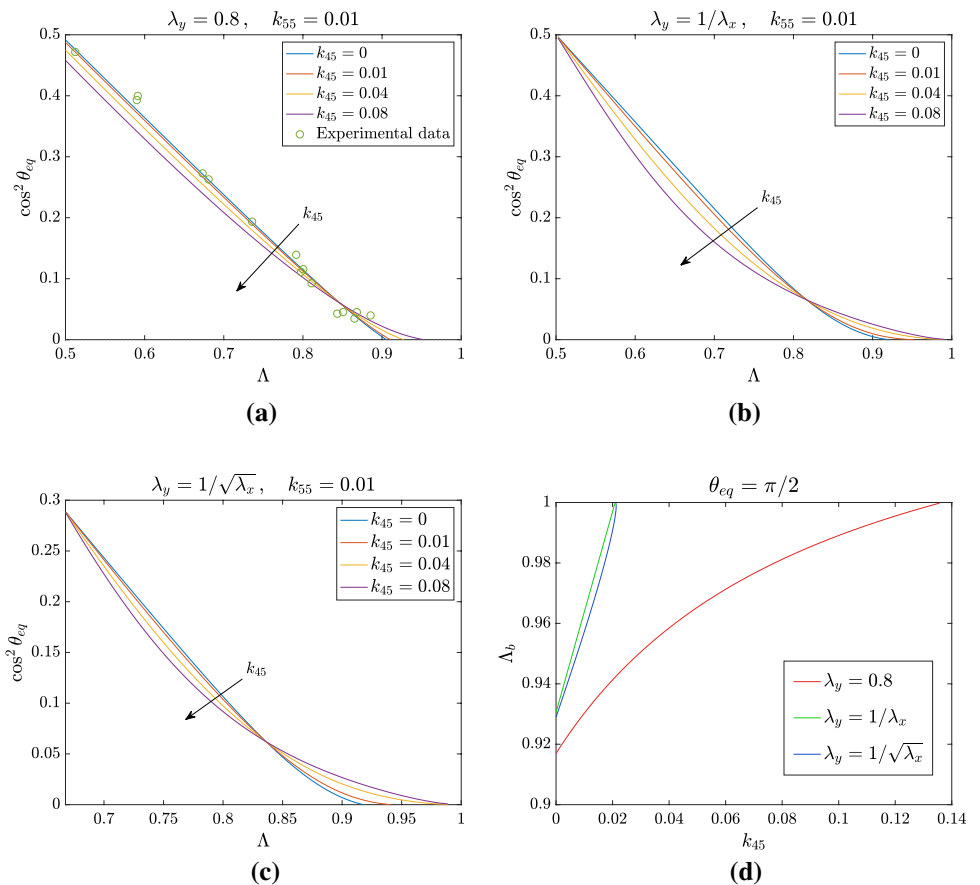 λ_y = 0.8 , k_55 = 0.01
cos² θ_eq
0.5
0.4
0.3
0.2
0.1
0
k_45 = 0
k_45 = 0.01
k_45 = 0.04
k_45 = 0.08
Experimental data
k_45
0.5 0.6 0.7 0.8 0.9 1
Λ
(a)
λ_y = 1/λ_x , k_55 = 0.01
cos² θ_eq
0.5
0.4
0.3
0.2
0.1
0
k_45 = 0
k_45 = 0.01
k_45 = 0.04
k_45 = 0.08
k_45
0.5 0.6 0.7 0.8 0.9 1
Λ
(b)
λ_y = 1/√λ_x , k_55 = 0.01
cos² θ_eq
0.3
0.25
0.2
0.15
0.1
0.05
0
k_45 = 0
k_45 = 0.01
k_45 = 0.04
k_45 = 0.08
k_45
0.7 0.75 0.8 0.85 0.9 0.95 1
Λ
(c)
θ_eq = π/2
Λ_b
1
0.98
0.96
0.94
0.92
0.9
λ_y = 0.8
λ_y = 1/λ_x
λ_y = 1/√λ_x
0 0.02 0.04 0.06 0.08 0.1 0.12 0.14
k_45
(d)